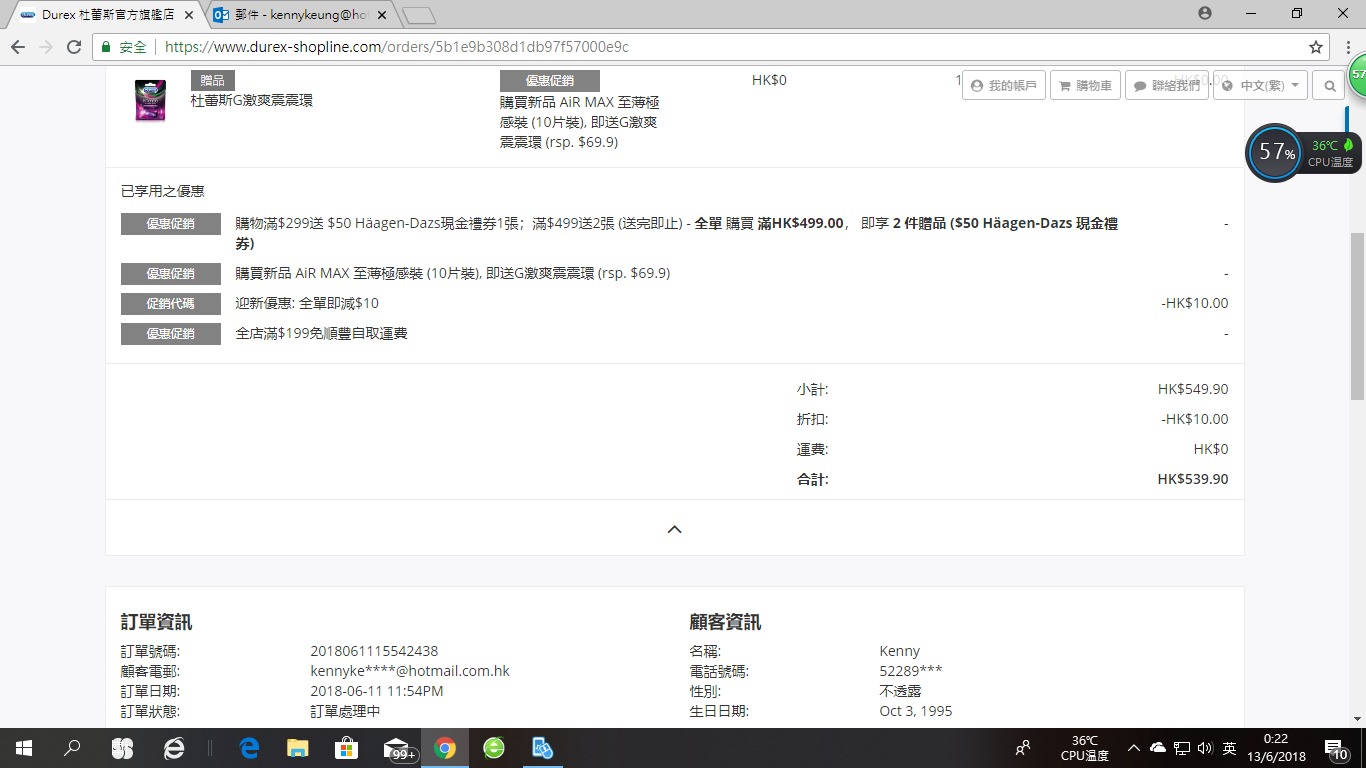 Durex 杜蕾斯官方旗艦店
郵件 - kennykeung@ho
安全 https://www.durex-shopline.com/orders/5b1e9b308d1db97f57000e9c
贈品
杜蕾斯G激爽震震環
優惠促銷
購買新品 AiR MAX 至薄極
感裝 (10片裝), 即送G激爽
震震環 (rsp. $69.9)
HK$0
1
HK$0.00
我的帳戶
購物車
聯絡我們
中文(繁)
57
57%
36℃
CPU溫度
已享用之優惠
優惠促銷 購物滿$299送 $50 Häagen-Dazs現金禮券1張；滿$499送2張 (送完即止) - 全單 購買 滿HK$499.00， 即享 2 件贈品 ($50 Häagen-Dazs 現金禮 -
券)
優惠促銷 購買新品 AiR MAX 至薄極感裝 (10片裝), 即送G激爽震震環 (rsp. $69.9) -
促銷代碼 迎新優惠: 全單即減$10 -HK$10.00
優惠促銷 全店滿$199免順豐自取運費 -
小計: HK$549.90
折扣: -HK$10.00
運費: HK$0
合計: HK$539.90
訂單資訊
訂單號碼: 2018061115542438
顧客電郵: kennyke****@hotmail.com.hk
訂單日期: 2018-06-11 11:54PM
訂單狀態: 訂單處理中
顧客資訊
名稱: Kenny
電話號碼: 52289***
性別: 不透露
生日日期: Oct 3, 1995
99+
36℃
CPU溫度
英
0:22
13/6/2018
10